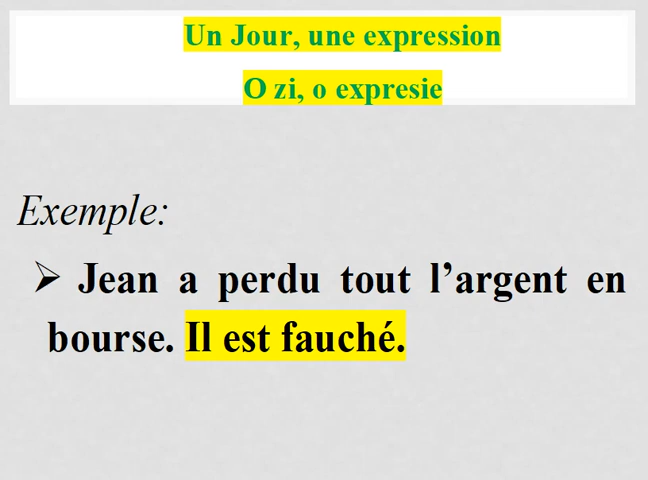 Un Jour, une expression
O zi, o expresie
Exemple:
➢ Jean a perdu tout l’argent en
bourse. Il est fauché.